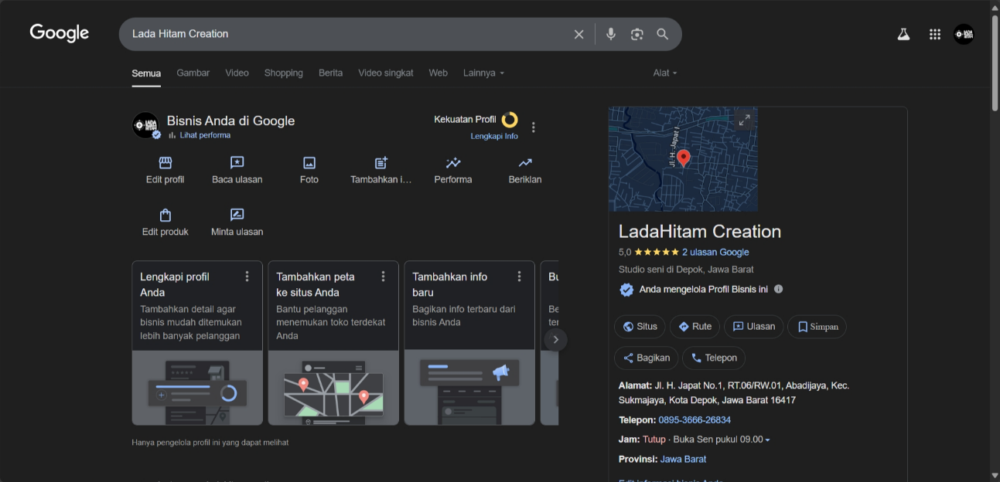 Google
Lada Hitam Creation
Semua
Gambar
Video
Shopping
Berita
Video singkat
Web
Lainnya
Alat
Bisnis Anda di Google
Lihat performa
Kekuatan Profil
Lengkapi Info
Edit profil
Baca ulasan
Foto
Tambahkan i...
Performa
Beriklan
Edit produk
Minta ulasan
Lengkapi profil
Anda
Tambahkan detail agar
bisnis mudah ditemukan
lebih banyak pelanggan
Tambahkan peta
ke situs Anda
Bantu pelanggan
menemukan toko terdekat
Anda
Tambahkan info
baru
Bagikan info terbaru dari
bisnis Anda
Bu
Be
ter
Hanya pengelola profil ini yang dapat melihat
Jl. H. Japat I
LadaHitam Creation
5,0 ★★★★★ 2 ulasan Google
Studio seni di Depok, Jawa Barat
Anda mengelola Profil Bisnis ini
Situs
Rute
Ulasan
Simpan
Bagikan
Telepon
Alamat: Jl. H. Japat No.1, RT.06/RW.01, Abadijaya, Kec.
Sukmajaya, Kota Depok, Jawa Barat 16417
Telepon: 0895-3666-26834
Jam: Tutup · Buka Sen pukul 09.00
Provinsi: Jawa Barat
Edit informasi bisnis Anda